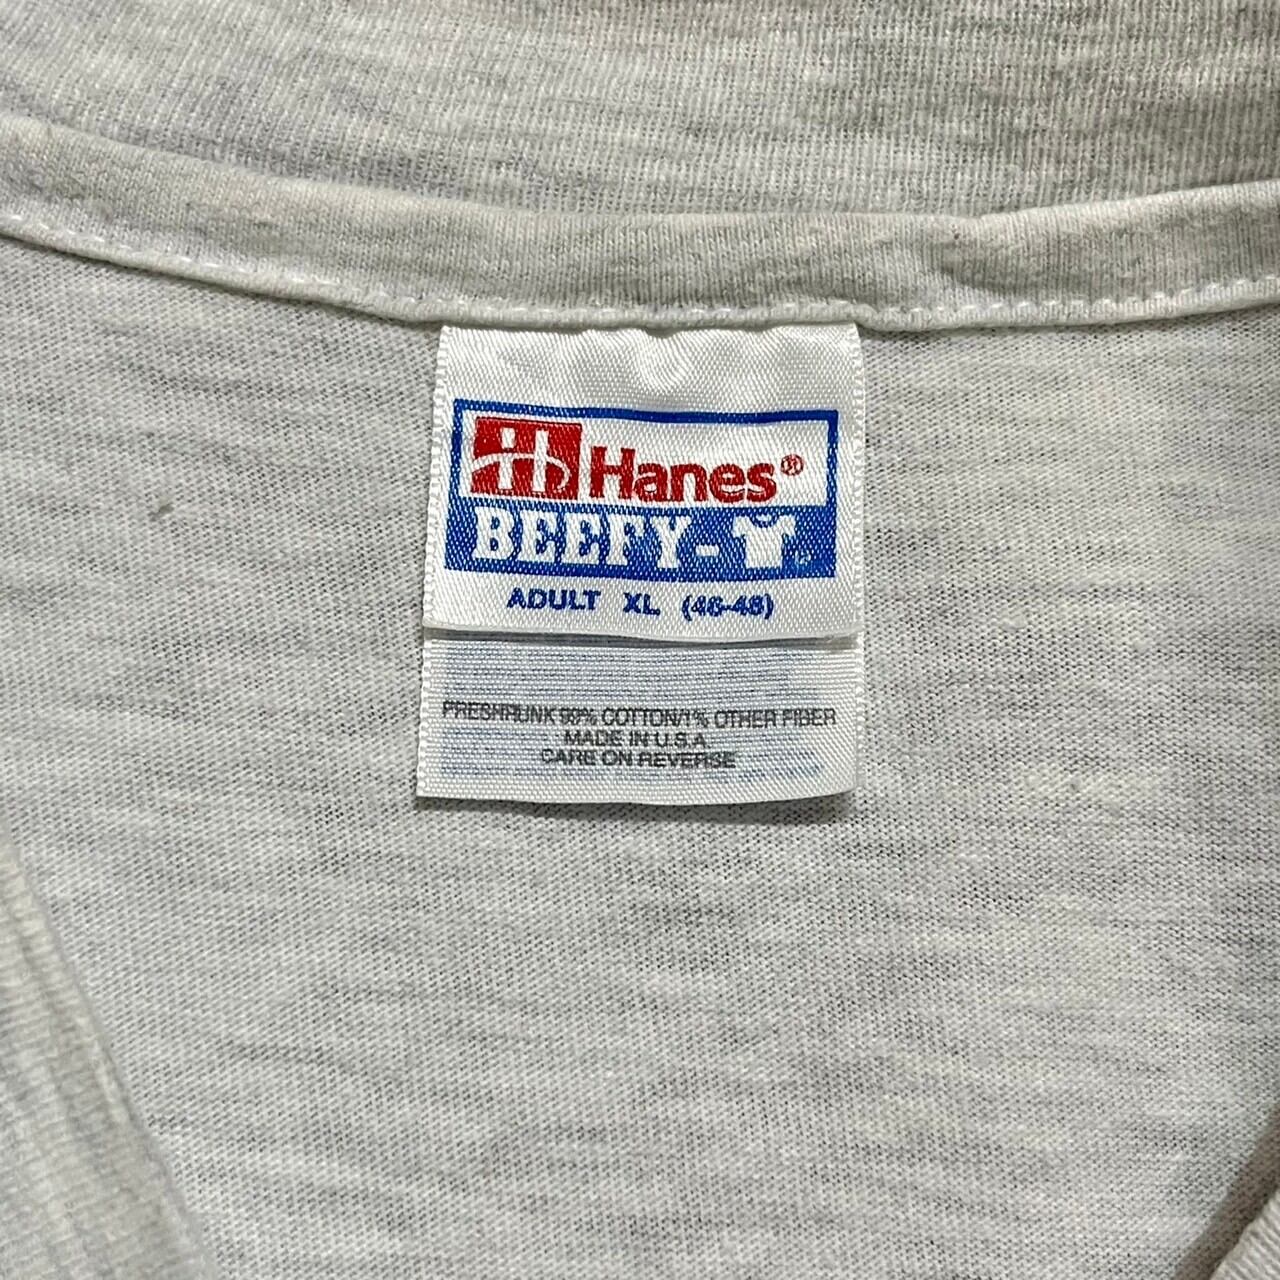 Hanes®
BEEFY-
ADULT XL (46-48)
PRESHRUNK 99% COTTON/1% OTHER FIBER
MADE IN U.S.A.
CARE ON REVERSE